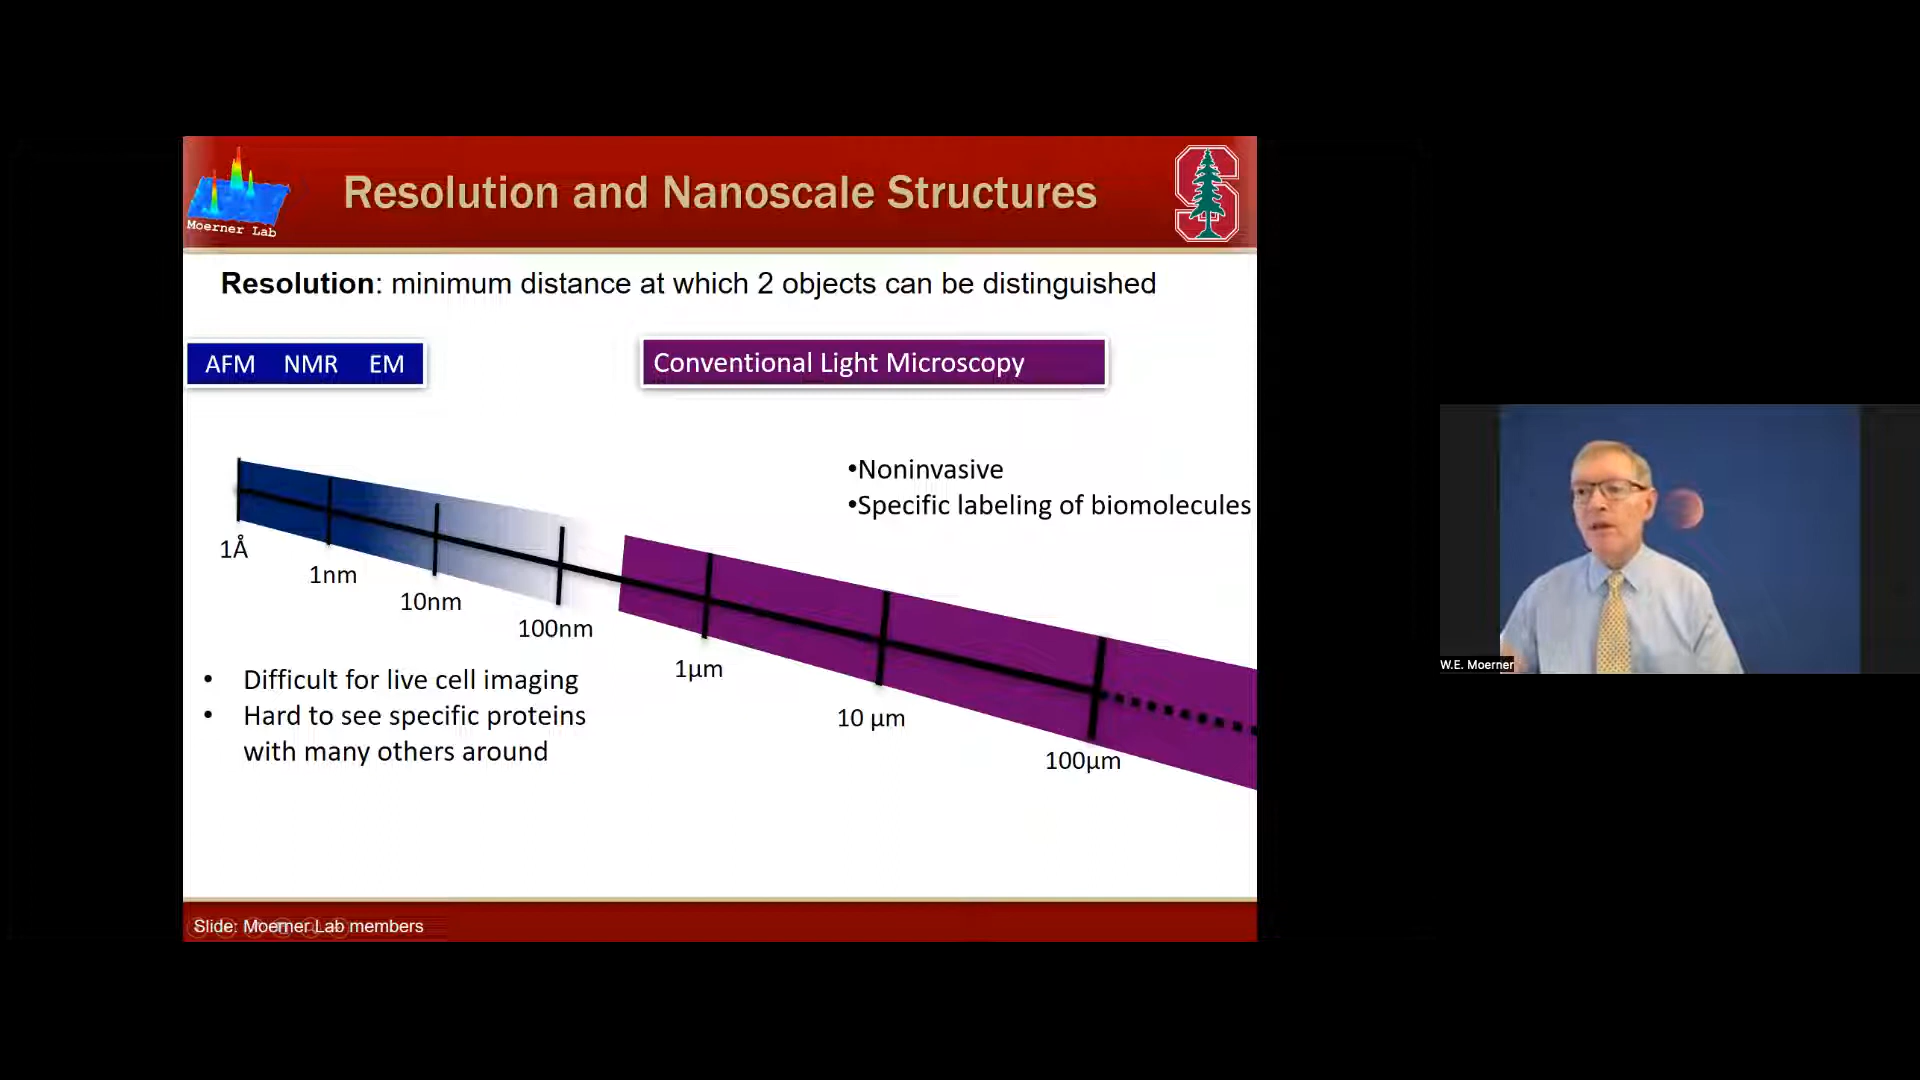 Moerner Lab
Resolution and Nanoscale Structures
Resolution: minimum distance at which 2 objects can be distinguished
AFM NMR EM
Conventional Light Microscopy
•Noninvasive
•Specific labeling of biomolecules
1Å
1nm
10nm
100nm
1µm
10 µm
100µm
• Difficult for live cell imaging
• Hard to see specific proteins
with many others around
Slide: Moerner Lab members
W.E. Moerner